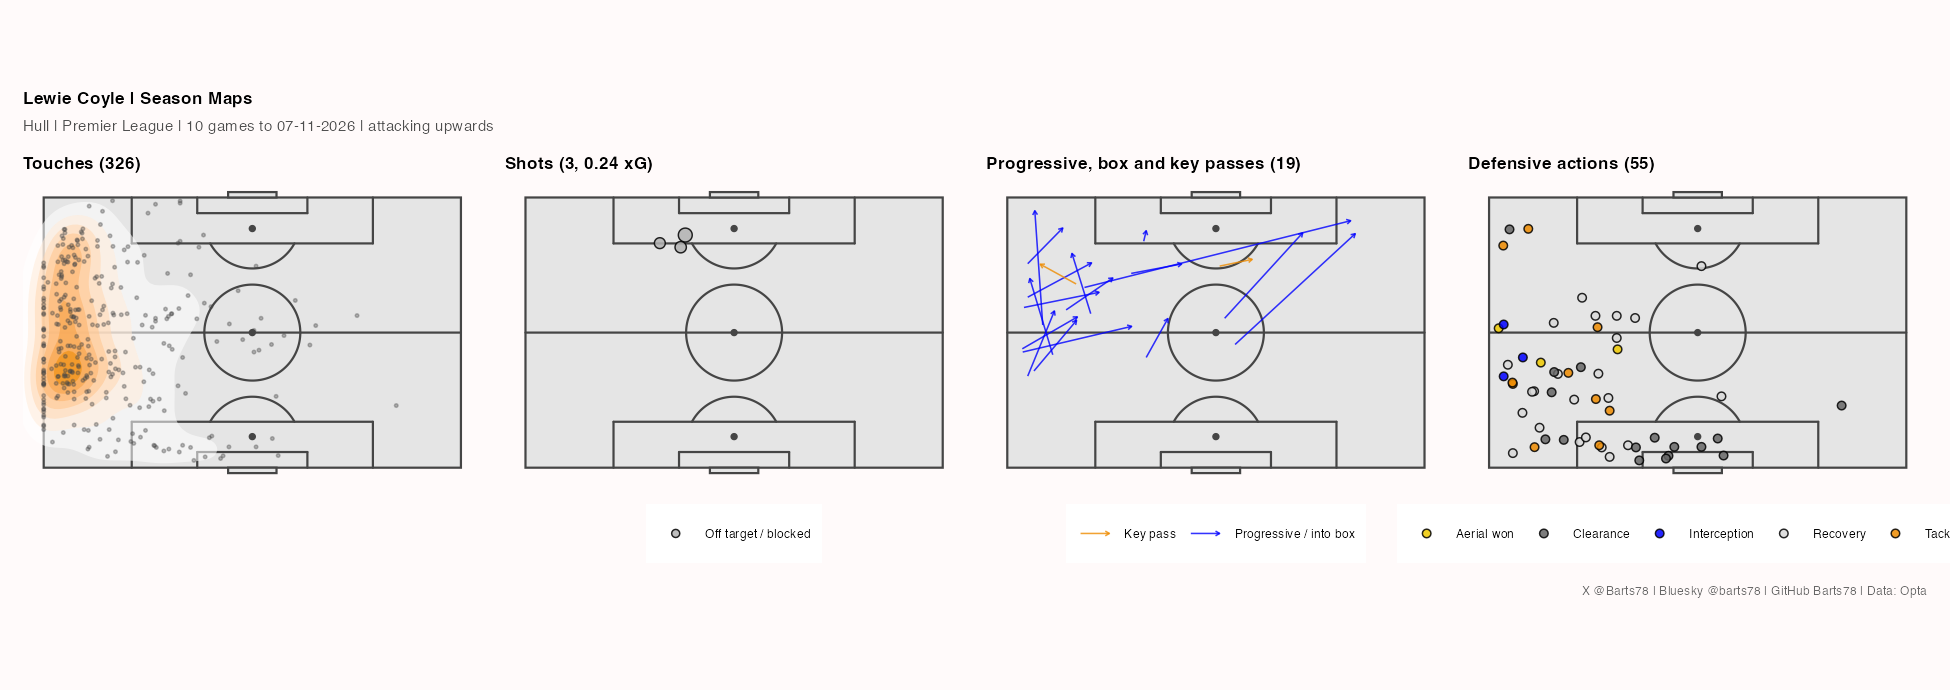 Lewie Coyle | Season Maps
Hull | Premier League | 10 games to 07-11-2026 | attacking upwards
Touches (326)
Shots (3, 0.24 xG)
Progressive, box and key passes (19)
Defensive actions (55)
Off target / blocked
Key pass
Progressive / into box
Aerial won
Clearance
Interception
Recovery
Tack
X @Barts78 | Bluesky @barts78 | GitHub Barts78 | Data: Opta